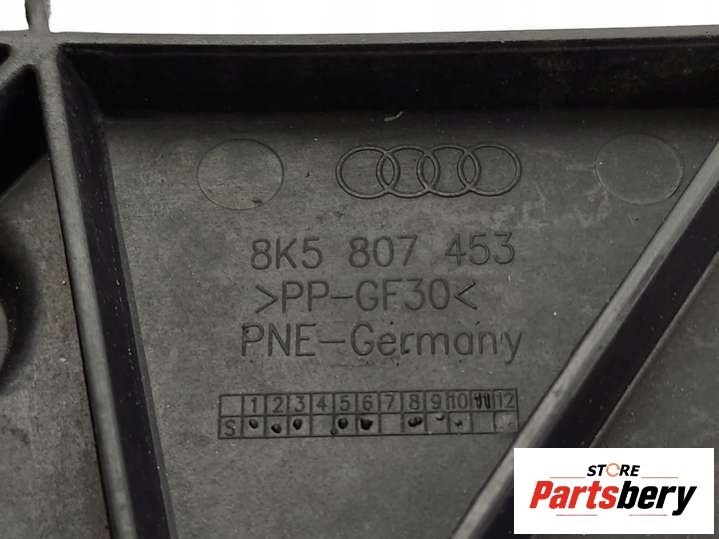 8K5 807 453
>PP-GF30<
PNE-Germany
1 2 3 4 5 6 7 8 9 10 11 12
S
STORE
Partsbery